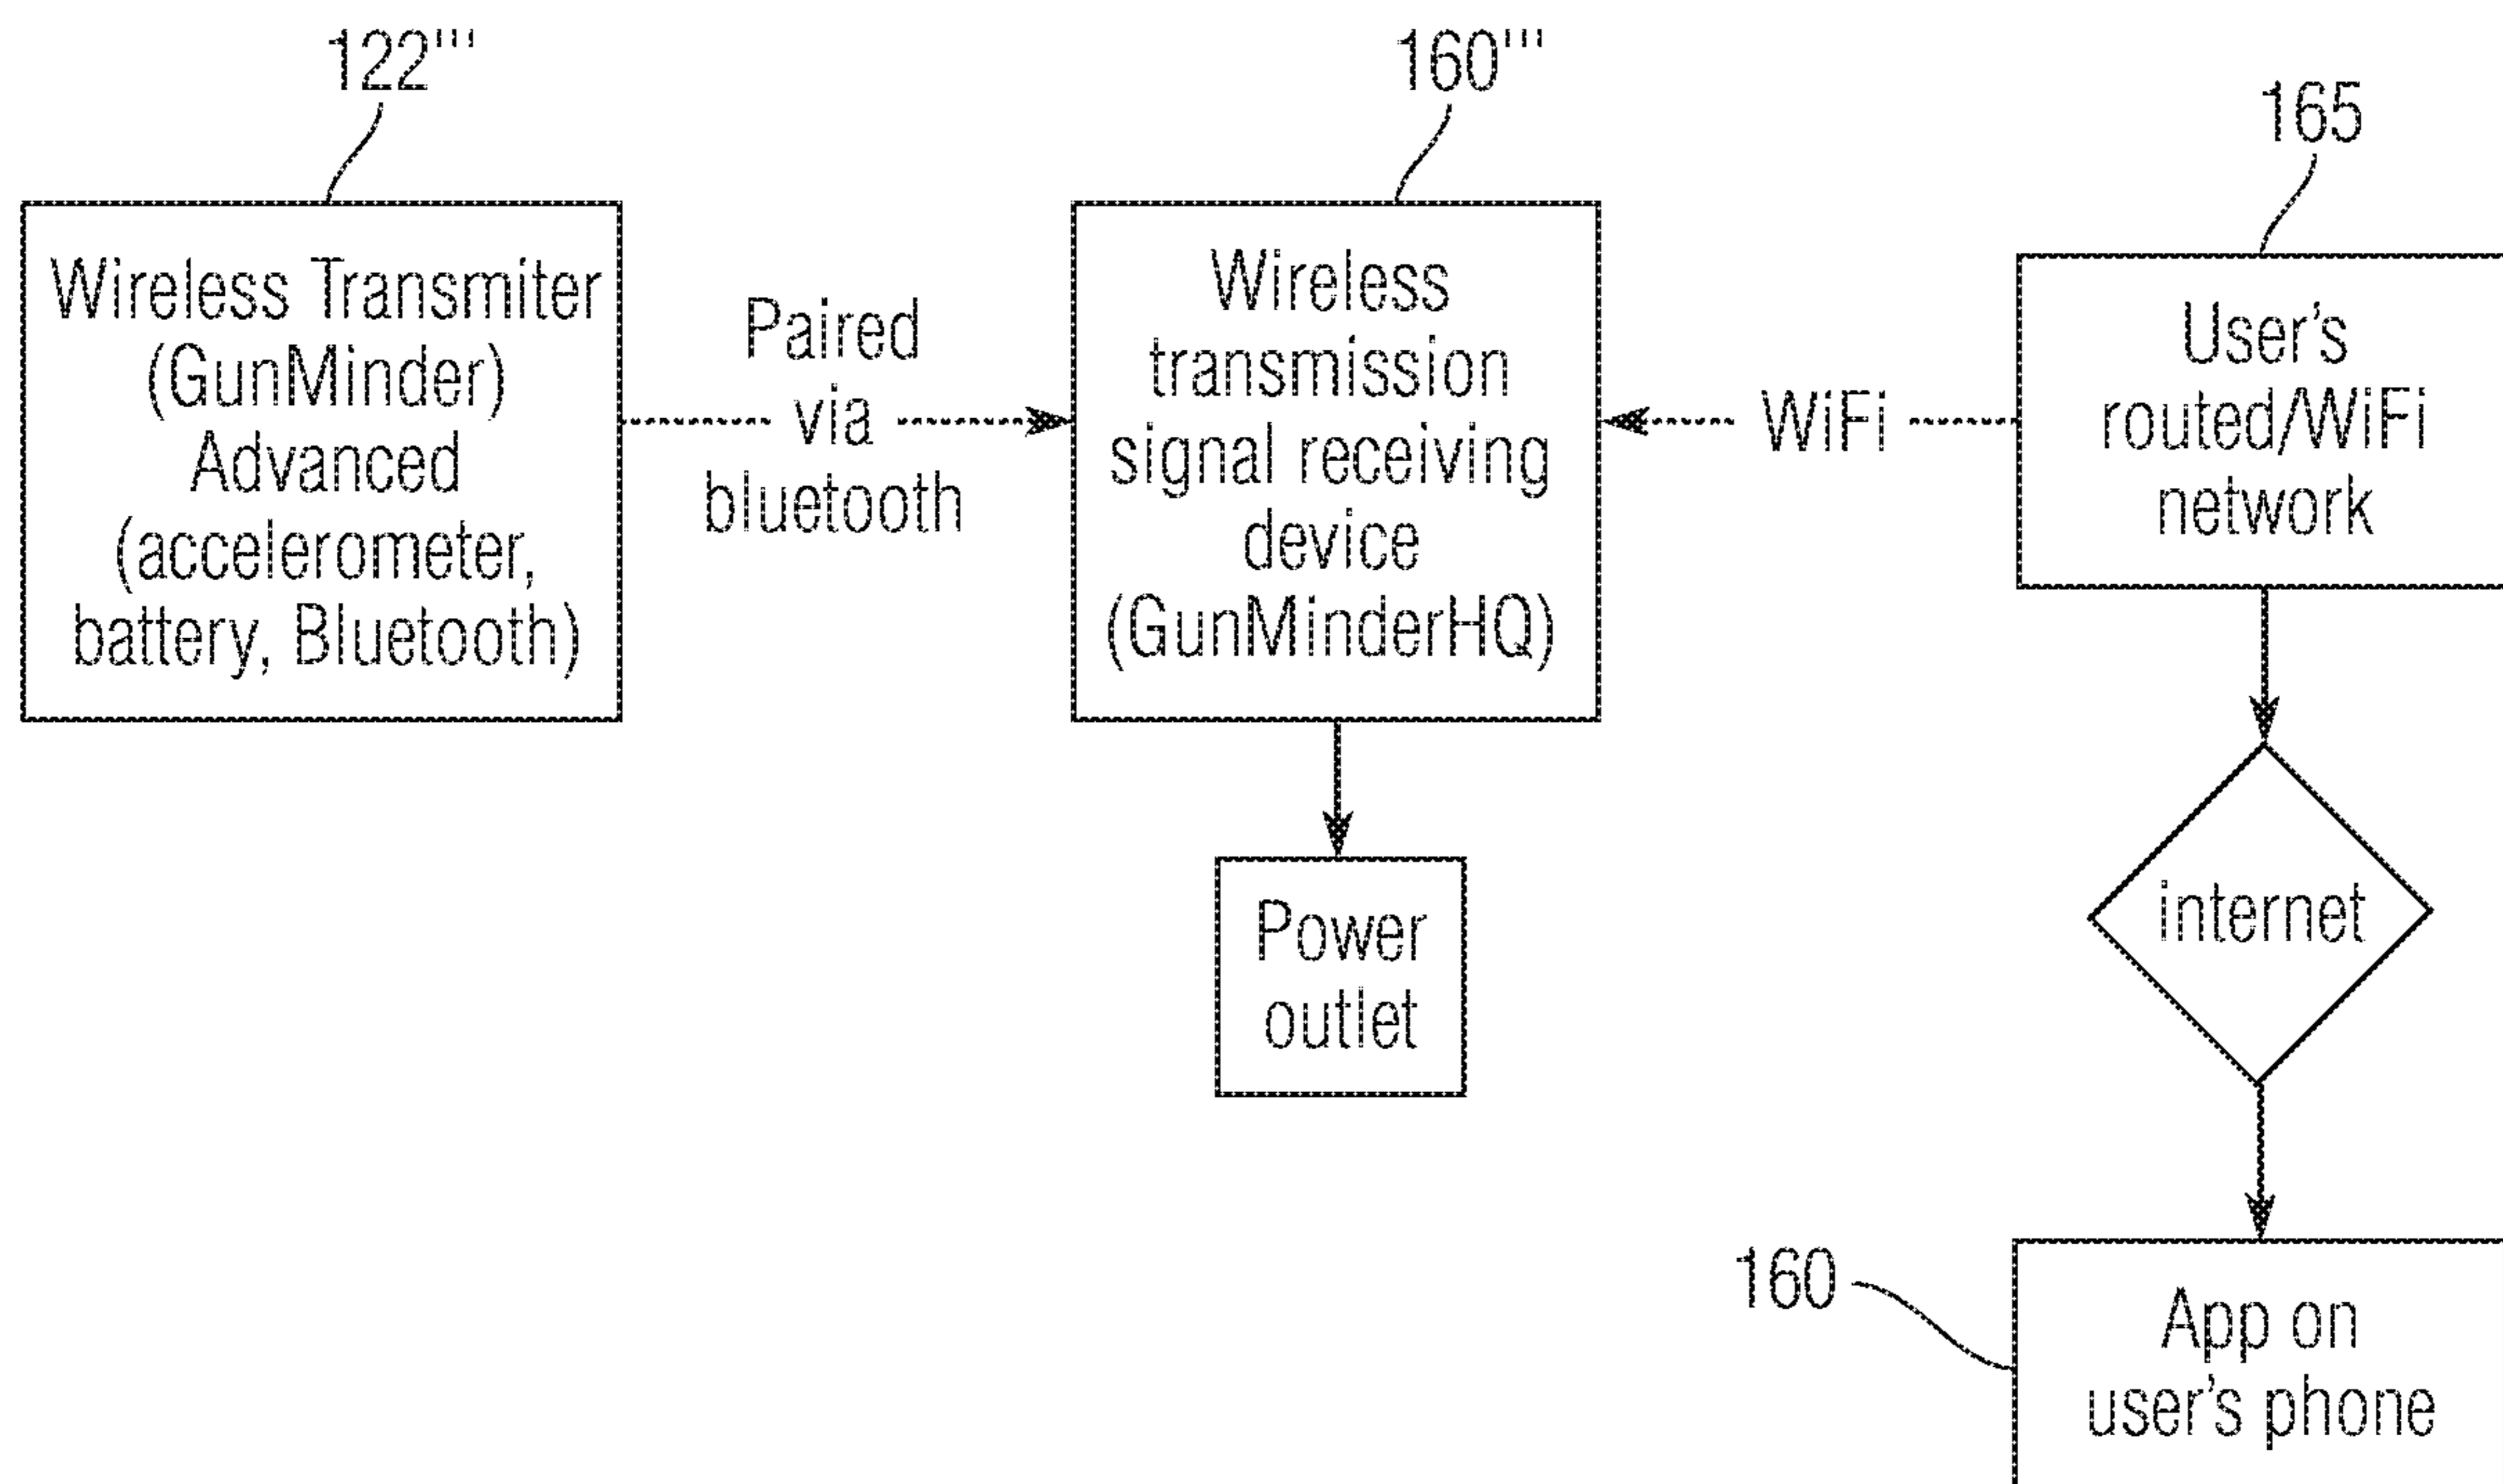 122'''
160'''
165
Wireless Transmiter
(GunMinder)
Advanced
(accelerometer,
battery, Bluetooth)
Paired
via
bluetooth
Wireless
transmission
signal receiving
device
(GunMinderHQ)
WiFi
User's
routed/WiFi
network
Power
outlet
internet
160
App on
user's phone